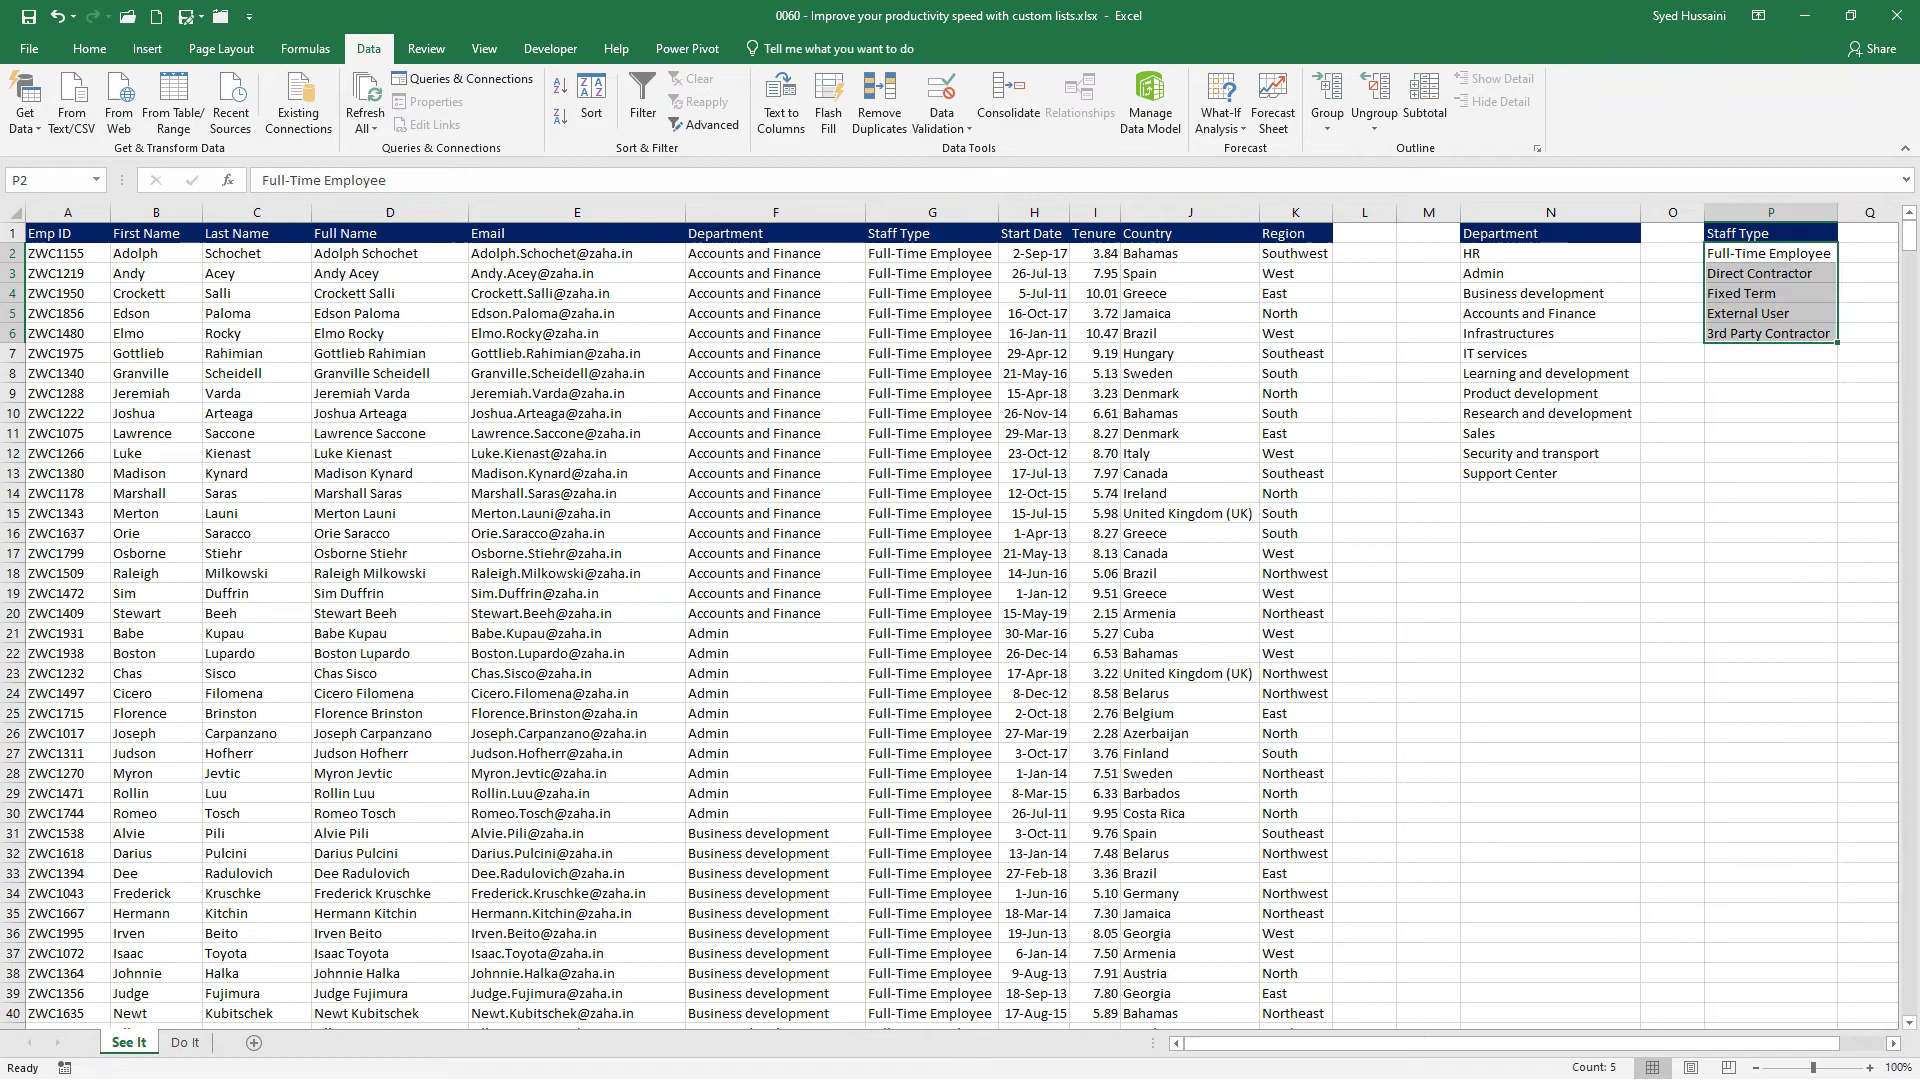 0060 - Improve your productivity speed with custom lists.xlsx - Excel
Syed Hussaini
File Home Insert Page Layout Formulas Data Review View Developer Help Power Pivot Tell me what you want to do Share
Get Data From Text/CSV From Web From Table/ Range Recent Sources Existing Connections
Get & Transform Data
Refresh All Queries & Connections Properties Edit Links
Queries & Connections
Sort Filter Clear Reapply Advanced
Sort & Filter
Text to Columns Flash Fill Remove Duplicates Data Validation Consolidate Relationships Manage Data Model
Data Tools
What-If Analysis Forecast Sheet
Forecast
Group Ungroup Subtotal Show Detail Hide Detail
Outline
P2 fx Full-Time Employee
A B C D E F G H I J K L M N O P Q
1 Emp ID First Name Last Name Full Name Email Department Staff Type Start Date Tenure Country Region Department Staff Type
2 ZWC1155 Adolph Schochet Adolph Schochet Adolph.Schochet@zaha.in Accounts and Finance Full-Time Employee 2-Sep-17 3.84 Bahamas Southwest HR Full-Time Employee
3 ZWC1219 Andy Acey Andy Acey Andy.Acey@zaha.in Accounts and Finance Full-Time Employee 26-Jul-13 7.95 Spain West Admin Direct Contractor
4 ZWC1950 Crockett Salli Crockett Salli Crockett.Salli@zaha.in Accounts and Finance Full-Time Employee 5-Jul-11 10.01 Greece East Business development Fixed Term
5 ZWC1856 Edson Paloma Edson Paloma Edson.Paloma@zaha.in Accounts and Finance Full-Time Employee 16-Oct-17 3.72 Jamaica North Accounts and Finance External User
6 ZWC1480 Elmo Rocky Elmo Rocky Elmo.Rocky@zaha.in Accounts and Finance Full-Time Employee 16-Jan-11 10.47 Brazil West Infrastructures 3rd Party Contractor
7 ZWC1975 Gottlieb Rahimian Gottlieb Rahimian Gottlieb.Rahimian@zaha.in Accounts and Finance Full-Time Employee 29-Apr-12 9.19 Hungary Southeast IT services
8 ZWC1340 Granville Scheidell Granville Scheidell Granville.Scheidell@zaha.in Accounts and Finance Full-Time Employee 21-May-16 5.13 Sweden South Learning and development
9 ZWC1288 Jeremiah Varda Jeremiah Varda Jeremiah.Varda@zaha.in Accounts and Finance Full-Time Employee 15-Apr-18 3.23 Denmark North Product development
10 ZWC1222 Joshua Arteaga Joshua Arteaga Joshua.Arteaga@zaha.in Accounts and Finance Full-Time Employee 26-Nov-14 6.61 Bahamas South Research and development
11 ZWC1075 Lawrence Saccone Lawrence Saccone Lawrence.Saccone@zaha.in Accounts and Finance Full-Time Employee 29-Mar-13 8.27 Denmark East Sales
12 ZWC1266 Luke Kienast Luke Kienast Luke.Kienast@zaha.in Accounts and Finance Full-Time Employee 23-Oct-12 8.70 Italy West Security and transport
13 ZWC1380 Madison Kynard Madison Kynard Madison.Kynard@zaha.in Accounts and Finance Full-Time Employee 17-Jul-13 7.97 Canada Southeast Support Center
14 ZWC1178 Marshall Saras Marshall Saras Marshall.Saras@zaha.in Accounts and Finance Full-Time Employee 12-Oct-15 5.74 Ireland North
15 ZWC1343 Merton Launi Merton Launi Merton.Launi@zaha.in Accounts and Finance Full-Time Employee 15-Jul-15 5.98 United Kingdom (UK) South
16 ZWC1637 Orie Saracco Orie Saracco Orie.Saracco@zaha.in Accounts and Finance Full-Time Employee 1-Apr-13 8.27 Greece South
17 ZWC1799 Osborne Stiehr Osborne Stiehr Osborne.Stiehr@zaha.in Accounts and Finance Full-Time Employee 21-May-13 8.13 Canada West
18 ZWC1509 Raleigh Milkowski Raleigh Milkowski Raleigh.Milkowski@zaha.in Accounts and Finance Full-Time Employee 14-Jun-16 5.06 Brazil Northwest
19 ZWC1472 Sim Duffrin Sim Duffrin Sim.Duffrin@zaha.in Accounts and Finance Full-Time Employee 1-Jan-12 9.51 Greece West
20 ZWC1409 Stewart Beeh Stewart Beeh Stewart.Beeh@zaha.in Accounts and Finance Full-Time Employee 15-May-19 2.15 Armenia Northeast
21 ZWC1931 Babe Kupau Babe Kupau Babe.Kupau@zaha.in Admin Full-Time Employee 30-Mar-16 5.27 Cuba West
22 ZWC1938 Boston Lupardo Boston Lupardo Boston.Lupardo@zaha.in Admin Full-Time Employee 26-Dec-14 6.53 Bahamas West
23 ZWC1232 Chas Sisco Chas Sisco Chas.Sisco@zaha.in Admin Full-Time Employee 17-Apr-18 3.22 United Kingdom (UK) Northwest
24 ZWC1497 Cicero Filomena Cicero Filomena Cicero.Filomena@zaha.in Admin Full-Time Employee 8-Dec-12 8.58 Belarus Northwest
25 ZWC1715 Florence Brinston Florence Brinston Florence.Brinston@zaha.in Admin Full-Time Employee 2-Oct-18 2.76 Belgium East
26 ZWC1017 Joseph Carpanzano Joseph Carpanzano Joseph.Carpanzano@zaha.in Admin Full-Time Employee 27-Mar-19 2.28 Azerbaijan North
27 ZWC1311 Judson Hofherr Judson Hofherr Judson.Hofherr@zaha.in Admin Full-Time Employee 3-Oct-17 3.76 Finland South
28 ZWC1270 Myron Jevtic Myron Jevtic Myron.Jevtic@zaha.in Admin Full-Time Employee 1-Jan-14 7.51 Sweden Northeast
29 ZWC1471 Rollin Luu Rollin Luu Rollin.Luu@zaha.in Admin Full-Time Employee 8-Mar-15 6.33 Barbados North
30 ZWC1744 Romeo Tosch Romeo Tosch Romeo.Tosch@zaha.in Admin Full-Time Employee 26-Jul-11 9.95 Costa Rica North
31 ZWC1538 Alvie Pili Alvie Pili Alvie.Pili@zaha.in Business development Full-Time Employee 3-Oct-11 9.76 Spain Southeast
32 ZWC1618 Darius Pulcini Darius Pulcini Darius.Pulcini@zaha.in Business development Full-Time Employee 13-Jan-14 7.48 Belarus Northwest
33 ZWC1394 Dee Radulovich Dee Radulovich Dee.Radulovich@zaha.in Business development Full-Time Employee 27-Feb-18 3.36 Brazil East
34 ZWC1043 Frederick Kruschke Frederick Kruschke Frederick.Kruschke@zaha.in Business development Full-Time Employee 1-Jun-16 5.10 Germany Northwest
35 ZWC1667 Hermann Kitchin Hermann Kitchin Hermann.Kitchin@zaha.in Business development Full-Time Employee 18-Mar-14 7.30 Jamaica Northeast
36 ZWC1995 Irven Beito Irven Beito Irven.Beito@zaha.in Business development Full-Time Employee 19-Jun-13 8.05 Georgia West
37 ZWC1072 Isaac Toyota Isaac Toyota Isaac.Toyota@zaha.in Business development Full-Time Employee 6-Jan-14 7.50 Armenia West
38 ZWC1364 Johnnie Halka Johnnie Halka Johnnie.Halka@zaha.in Business development Full-Time Employee 9-Aug-13 7.91 Austria North
39 ZWC1356 Judge Fujimura Judge Fujimura Judge.Fujimura@zaha.in Business development Full-Time Employee 18-Sep-13 7.80 Georgia East
40 ZWC1635 Newt Kubitschek Newt Kubitschek Newt.Kubitschek@zaha.in Business development Full-Time Employee 17-Aug-15 5.89 Bahamas Northeast
See It Do It
Ready Count: 5 100%